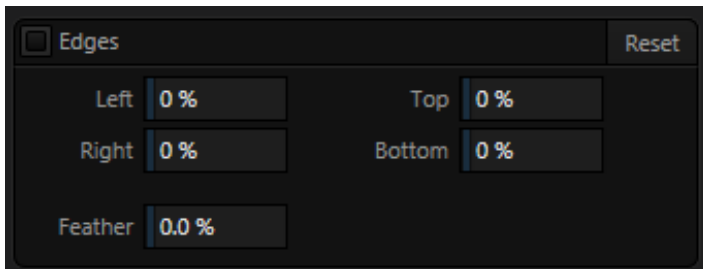 Edges Reset
Left 0 % Top 0 %
Right 0 % Bottom 0 %
Feather 0.0 %